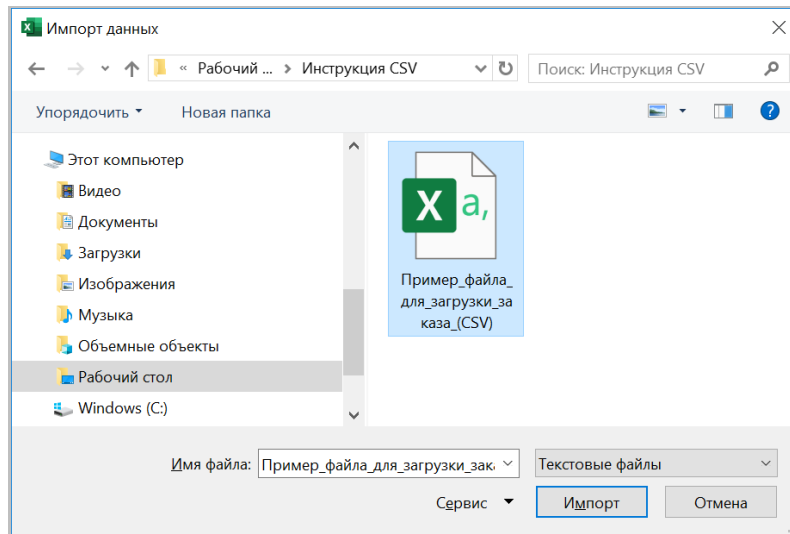 Импорт данных
« Рабочий ... › Инструкция CSV
Поиск: Инструкция CSV
Упорядочить
Новая папка
Этот компьютер
Видео
Документы
Загрузки
Изображения
Музыка
Объемные объекты
Рабочий стол
Windows (C:)
X a,
Пример_файла_
для_загрузки_за
каза_(CSV)
Имя файла: Пример_файла_для_загрузки_зак
Текстовые файлы
Сервис
Импорт
Отмена